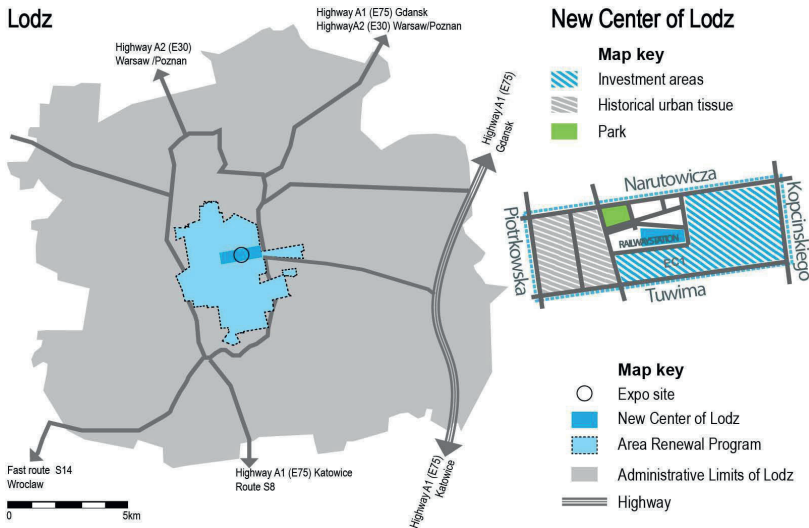 Lodz
Highway A2 (E30)
Warsaw /Poznan
Highway A1 (E75) Gdansk
HighwayA2 (E30) Warsaw/Poznan
Highway A1 (E75)
Gdansk
Fast route S14
Wroclaw
0 5km
Highway A1 (E75) Katowice
Route S8
Highway A1 (E75)
Katowice
New Center of Lodz
Map key
Investment areas
Historical urban tissue
Park
Narutowicza
Piotrkowska
Kopcinskiego
RAILWAYSTATION
EC1
Tuwima
Map key
Expo site
New Center of Lodz
Area Renewal Program
Administrative Limits of Lodz
Highway